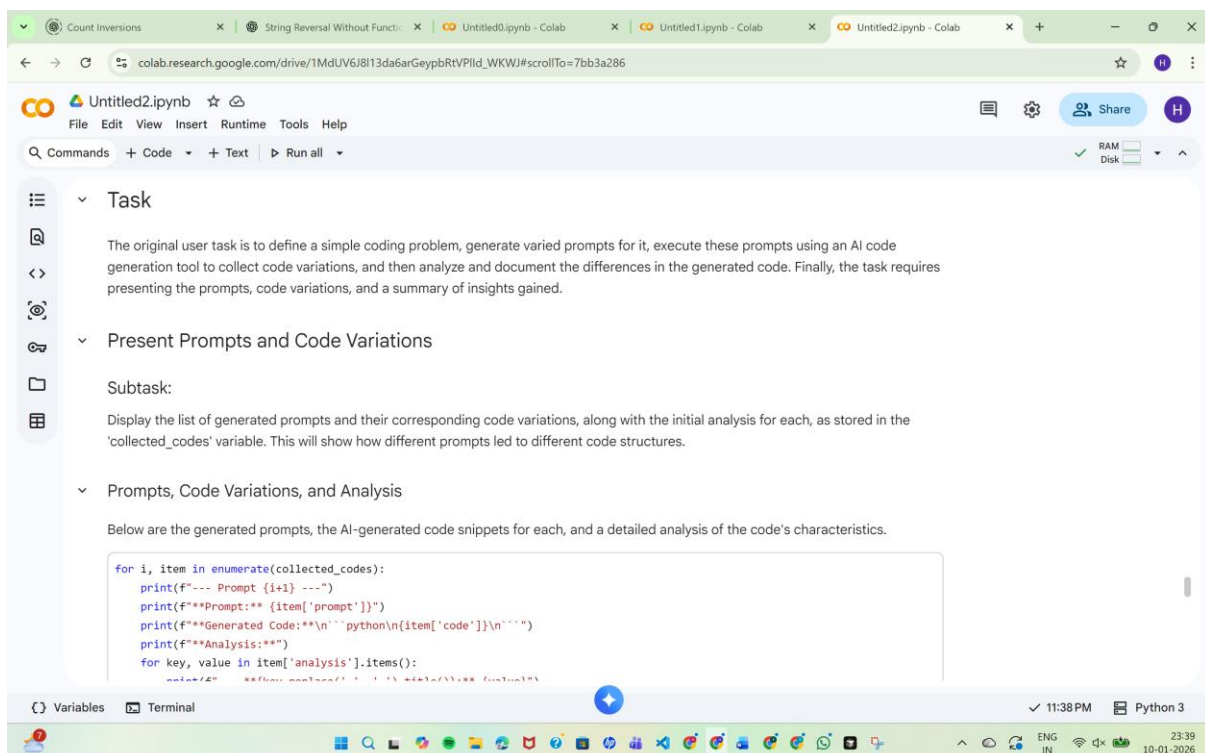 Count Inversions
String Reversal Without Functio
Untitled0.ipynb - Colab
Untitled1.ipynb - Colab
Untitled2.ipynb - Colab
colab.research.google.com/drive/1MdUV6J8l13da6arGeypbRtVPlId_WKWJ#scrollTo=7bb3a286
H
CO
Untitled2.ipynb
File Edit View Insert Runtime Tools Help
Share
H
Commands + Code + Text Run all
RAM
Disk
Task
The original user task is to define a simple coding problem, generate varied prompts for it, execute these prompts using an AI code
generation tool to collect code variations, and then analyze and document the differences in the generated code. Finally, the task requires
presenting the prompts, code variations, and a summary of insights gained.
Present Prompts and Code Variations
Subtask:
Display the list of generated prompts and their corresponding code variations, along with the initial analysis for each, as stored in the
'collected_codes' variable. This will show how different prompts led to different code structures.
Prompts, Code Variations, and Analysis
Below are the generated prompts, the AI-generated code snippets for each, and a detailed analysis of the code's characteristics.
for i, item in enumerate(collected_codes):
print(f"--- Prompt {i+1} ---")
print(f"**Prompt:** {item['prompt']}")
print(f"**Generated Code:**\n```python\n{item['code']}\n```")
print(f"**Analysis:**")
for key, value in item['analysis'].items():
{} Variables Terminal
11:38 PM Python 3
7
ENG
IN
23:39
10-01-2026